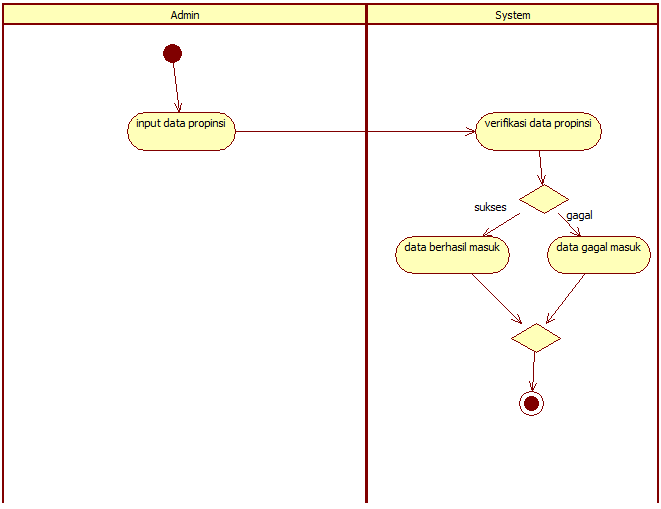 Admin
System
input data propinsi
verifikasi data propinsi
sukses
gagal
data berhasil masuk
data gagal masuk